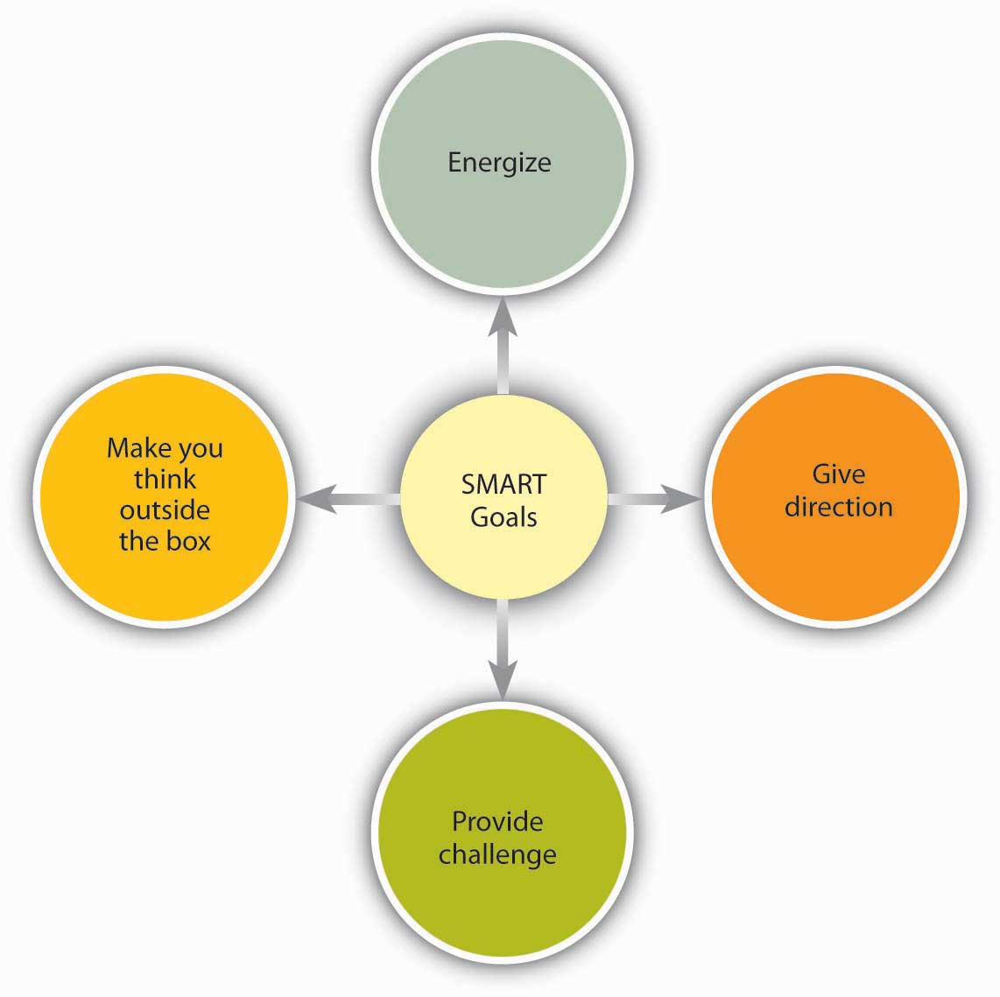 Energize
Make you
think
outside
the box
SMART
Goals
Give
direction
Provide
challenge